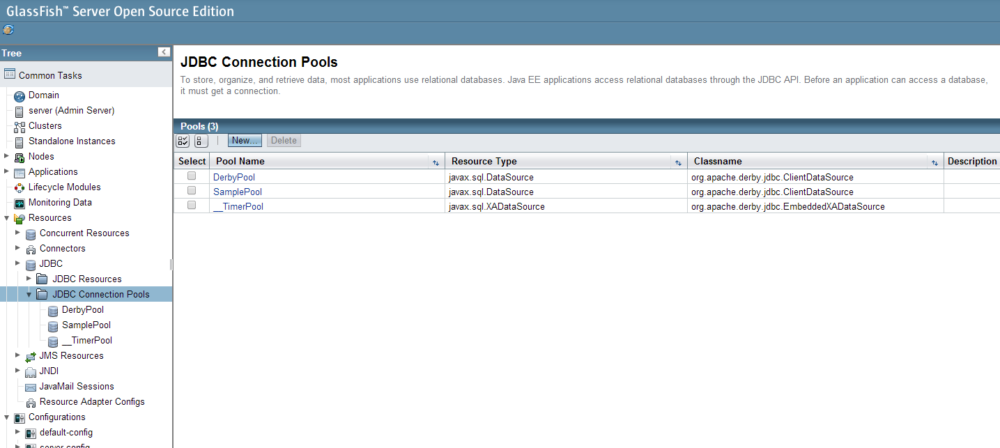 GlassFish™ Server Open Source Edition
Tree
Common Tasks
Domain
server (Admin Server)
Clusters
Standalone Instances
Nodes
Applications
Lifecycle Modules
Monitoring Data
Resources
Concurrent Resources
Connectors
JDBC
JDBC Resources
JDBC Connection Pools
DerbyPool
SamplePool
__TimerPool
JMS Resources
JNDI
JavaMail Sessions
Resource Adapter Configs
Configurations
default-config
server-config
JDBC Connection Pools
To store, organize, and retrieve data, most applications use relational databases. Java EE applications access relational databases through the JDBC API. Before an application can access a database,
it must get a connection.
Pools (3)
New... Delete
Select Pool Name Resource Type Classname Description
DerbyPool javax.sql.DataSource org.apache.derby.jdbc.ClientDataSource
SamplePool javax.sql.DataSource org.apache.derby.jdbc.ClientDataSource
__TimerPool javax.sql.XADataSource org.apache.derby.jdbc.EmbeddedXADataSource